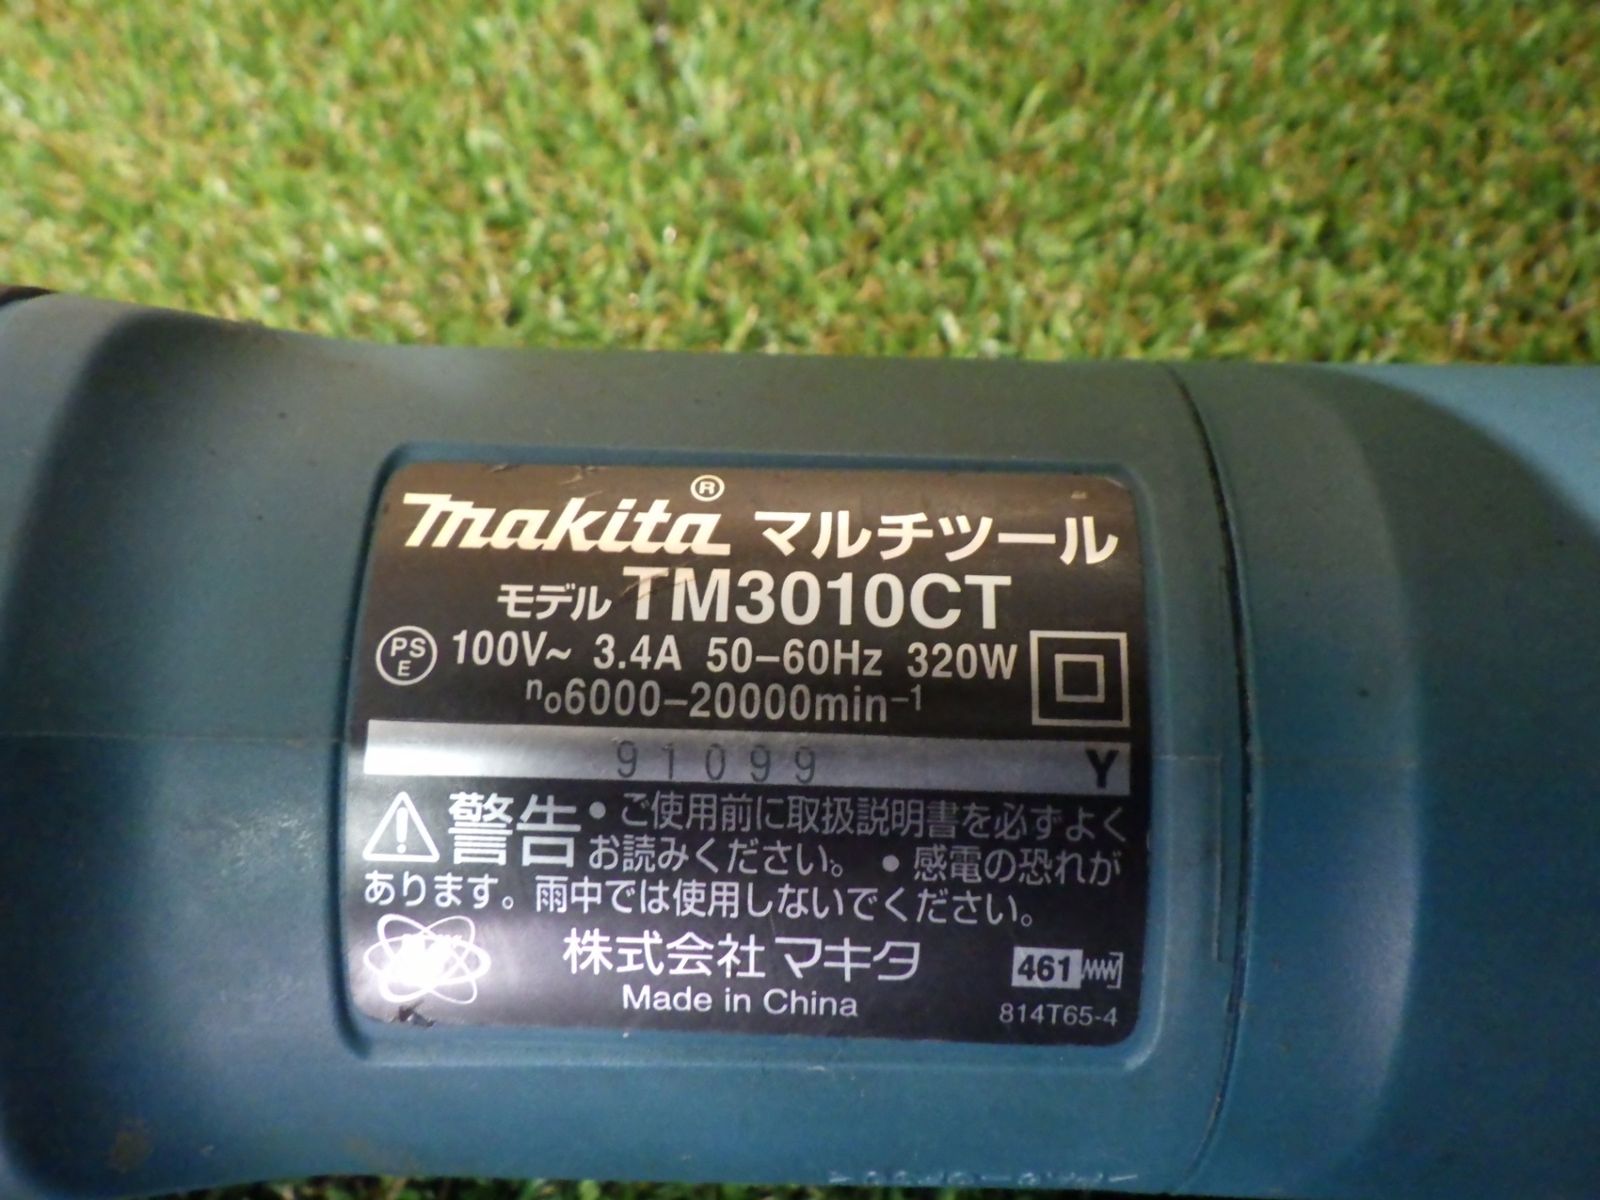 makita® マルチツール
モデル TM3010CT
PSE 100V~ 3.4A 50-60Hz 320W
n₀6000-20000min⁻¹
91099 Y
警告 ・ご使用前に取扱説明書を必ずよく
お読みください。 ・感電の恐れが
あります。雨中では使用しないでください。
株式会社マキタ
Made in China
461
814T65-4